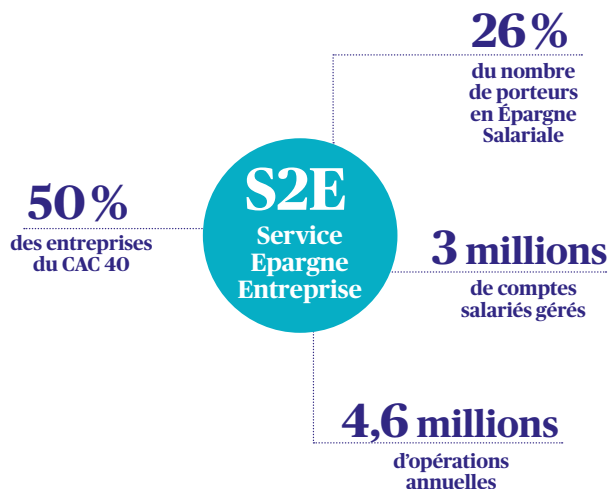 26 %
du nombre
de porteurs
en Épargne
Salariale
S2E
Service
Epargne
Entreprise
50 %
des entreprises
du CAC 40
3 millions
de comptes
salariés gérés
4,6 millions
d'opérations
annuelles